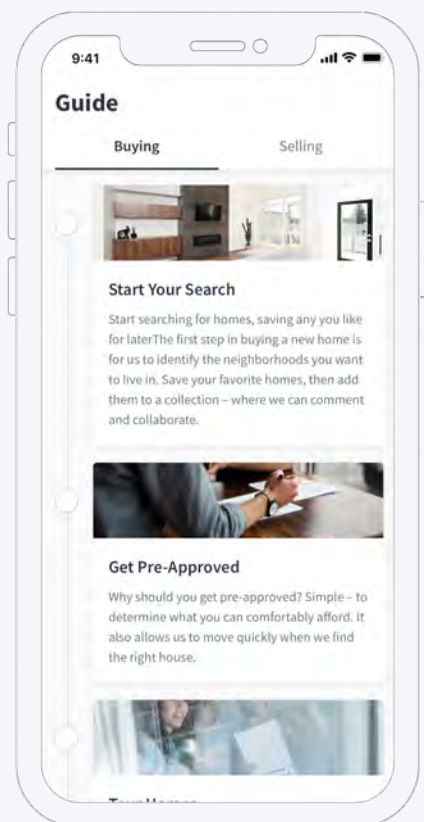 9:41
Guide
Buying
Selling
Start Your Search
Start searching for homes, saving any you like
for laterThe first step in buying a new home is
for us to identify the neighborhoods you want
to live in. Save your favorite homes, then add
them to a collection – where we can comment
and collaborate.
Get Pre-Approved
Why should you get pre-approved? Simple – to
determine what you can comfortably afford. It
also allows us to move quickly when we find
the right house.
Tour Homes